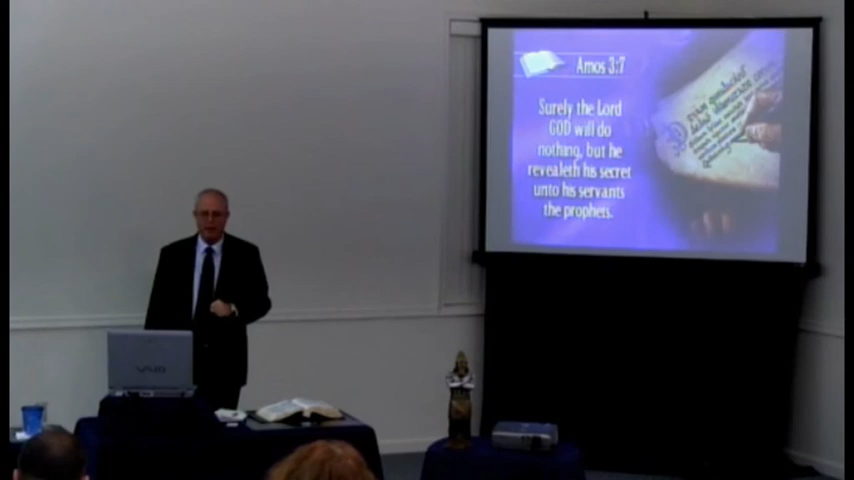 Amos 3:7
Surely the Lord
GOD will do
nothing, but he
revealeth his secret
unto his servants
the prophets.
VAIO